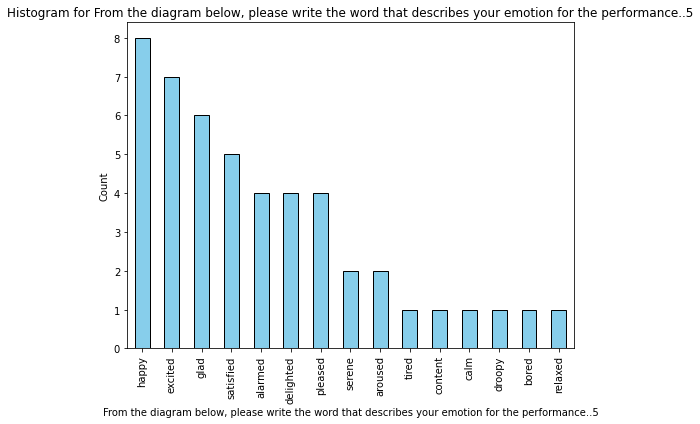 Histogram for From the diagram below, please write the word that describes your emotion for the performance..5
Count
8
7
6
5
4
3
2
1
0
happy
excited
glad
satisfied
alarmed
delighted
pleased
serene
aroused
tired
content
calm
droopy
bored
relaxed
From the diagram below, please write the word that describes your emotion for the performance..5